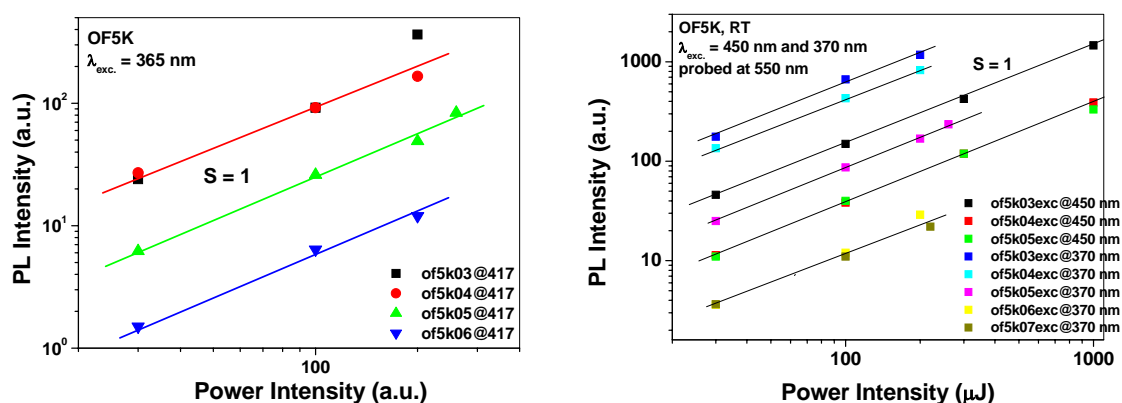 OF5K
λexc. = 365 nm
S = 1
of5k03@417
of5k04@417
of5k05@417
of5k06@417
PL Intensity (a.u.)
10^2
10^1
10^0
100
Power Intensity (a.u.)
OF5K, RT
λexc. = 450 nm and 370 nm
probed at 550 nm
S = 1
of5k03exc@450 nm
of5k04exc@450 nm
of5k05exc@450 nm
of5k03exc@370 nm
of5k04exc@370 nm
of5k05exc@370 nm
of5k06exc@370 nm
of5k07exc@370 nm
PL Intensity (a.u.)
1000
100
10
100
1000
Power Intensity (μJ)